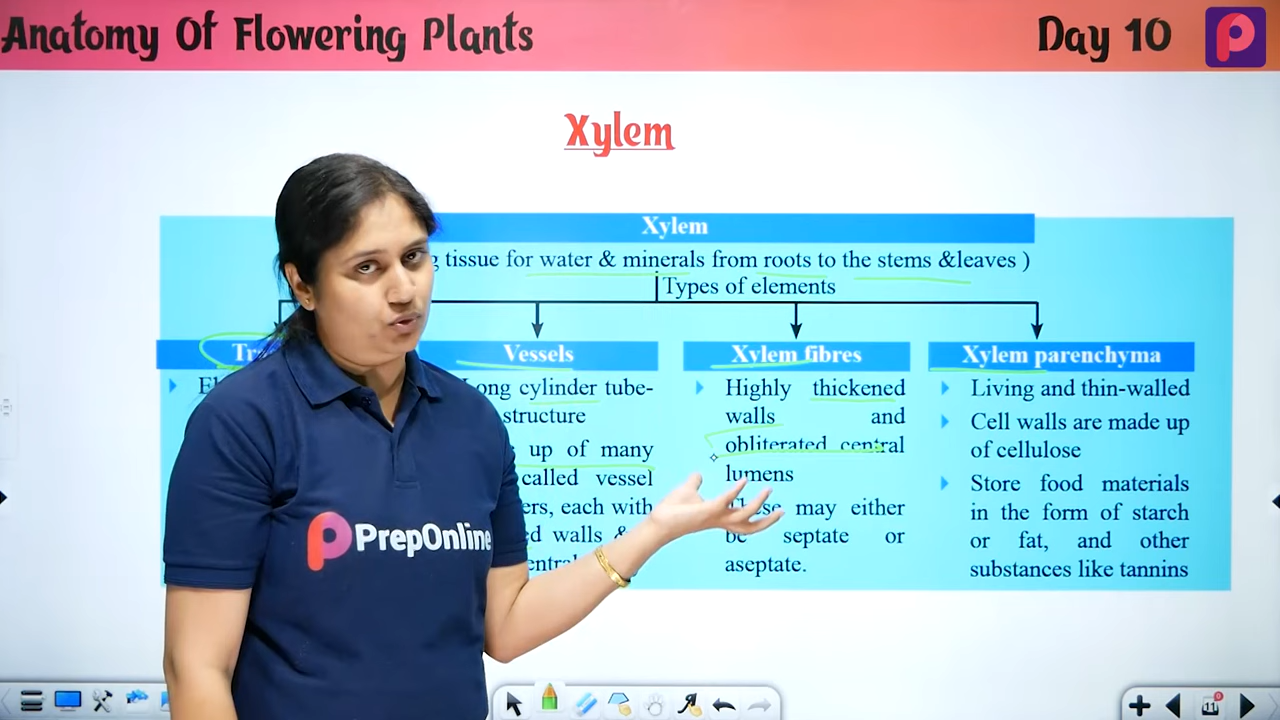 Anatomy Of Flowering Plants
Day 10
Xylem
Xylem
tissue for water & minerals from roots to the stems &leaves )
Types of elements
Vessels
Long cylinder tube-
structure
up of many
called vessel
each with
walls &
Xylem fibres
Highly thickened
walls and
obliterated central
lumens
These may either
be septate or
aseptate.
Xylem parenchyma
Living and thin-walled
Cell walls are made up
of cellulose
Store food materials
in the form of starch
or fat, and other
substances like tannins
PrepOnline
11